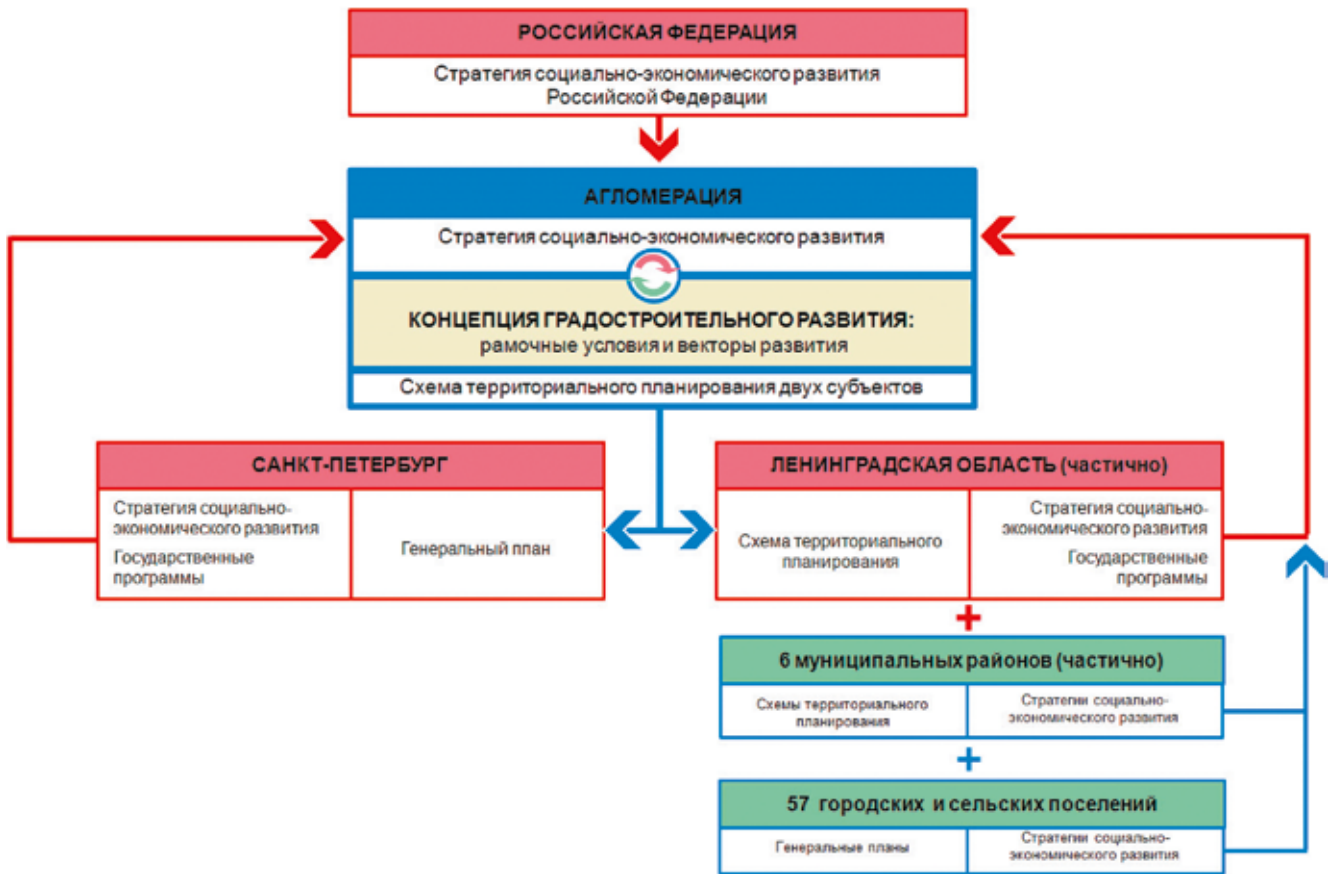 РОССИЙСКАЯ ФЕДЕРАЦИЯ
Стратегия социально-экономического развития
Российской Федерации
АГЛОМЕРАЦИЯ
Стратегия социально-экономического развития
КОНЦЕПЦИЯ ГРАДОСТРОИТЕЛЬНОГО РАЗВИТИЯ:
рамочные условия и векторы развития
Схема территориального планирования двух субъектов
САНКТ-ПЕТЕРБУРГ
Стратегия социально-
экономического развития
Государственные
программы
Генеральный план
ЛЕНИНГРАДСКАЯ ОБЛАСТЬ (частично)
Схема территориального
планирования
Стратегия социально-
экономического развития
Государственные
программы
+
6 муниципальных районов (частично)
Схемы территориального
планирования
Стратегии социально-
экономического развития
+
57 городских и сельских поселений
Генеральные планы
Стратегии социально-
экономического развития